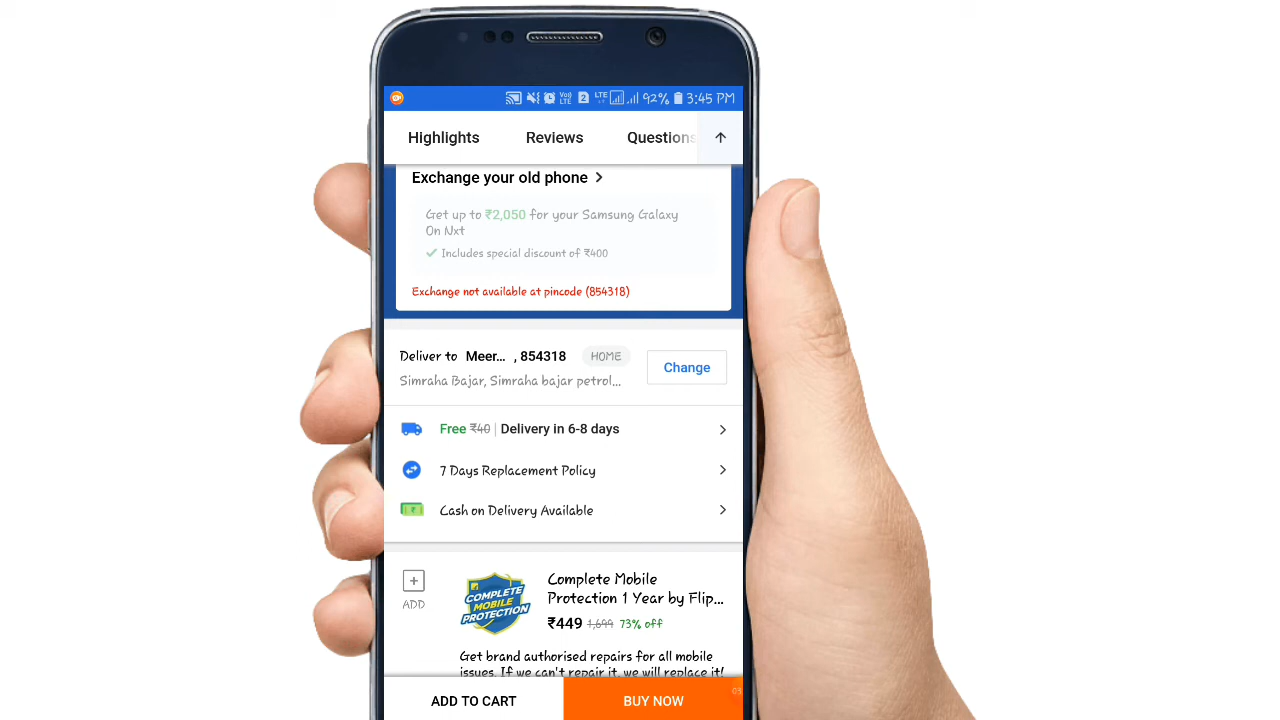 2 LTE 92% 3:45 PM
Highlights Reviews Questions
Exchange your old phone
Get up to ₹2,050 for your Samsung Galaxy
On Nxt
Includes special discount of ₹400
Exchange not available at pincode (854318)
Deliver to Meer... , 854318 HOME Change
Simraha Bajar, Simraha bajar petrol...
Free ₹40 | Delivery in 6-8 days
7 Days Replacement Policy
Cash on Delivery Available
ADD
COMPLETE
MOBILE
PROTECTION
Complete Mobile
Protection 1 Year by Flip...
₹449 1,699 73% off
Get brand authorised repairs for all mobile
issues. If we can't repair it, we will replace it!
ADD TO CART BUY NOW